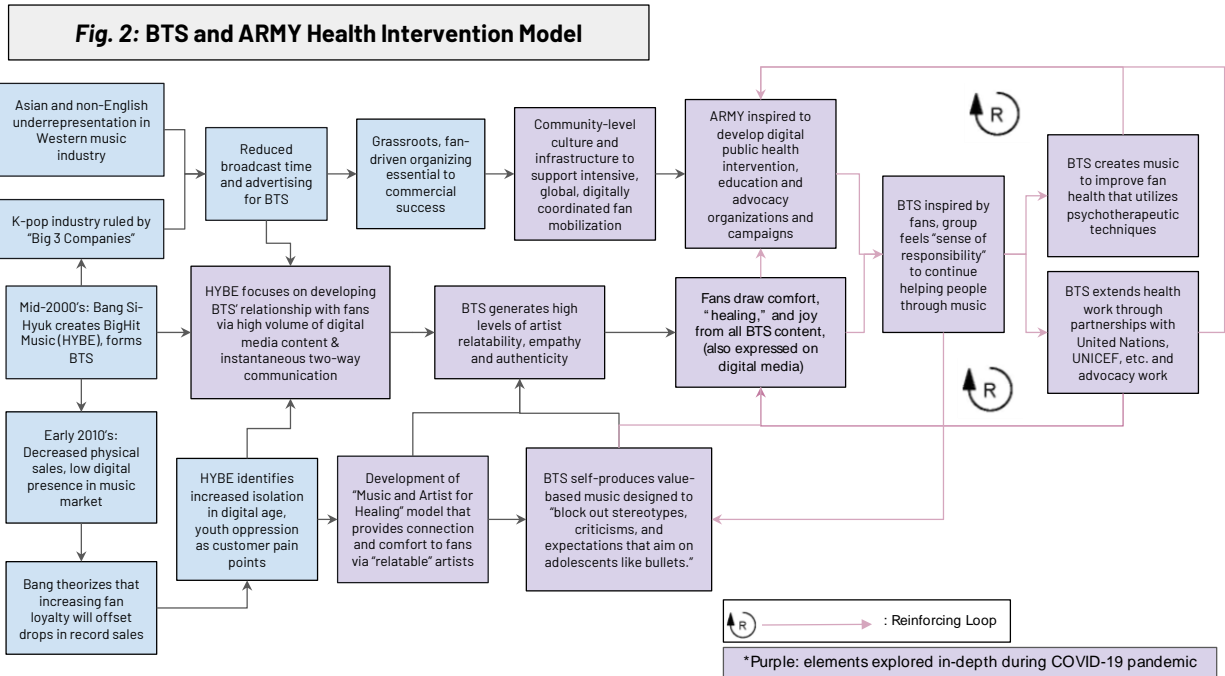 Fig. 2: BTS and ARMY Health Intervention Model
Asian and non-English
underrepresentation in
Western music
industry
K-pop industry ruled by
"Big 3 Companies"
Mid-2000's: Bang Si-
Hyuk creates BigHit
Music (HYBE), forms
BTS
Early 2010's:
Decreased physical
sales, low digital
presence in music
market
Bang theorizes that
increasing fan
loyalty will offset
drops in record sales
Reduced
broadcast time
and advertising
for BTS
HYBE focuses on developing
BTS' relationship with fans
via high volume of digital
media content &
instantaneous two-way
communication
HYBE identifies
increased isolation
in digital age,
youth oppression
as customer pain
points
Grassroots, fan-
driven organizing
essential to
commercial
success
Community-level
culture and
infrastructure to
support intensive,
global, digitally
coordinated fan
mobilization
BTS generates high
levels of artist
relatability, empathy
and authenticity
Development of
"Music and Artist for
Healing" model that
provides connection
and comfort to fans
via "relatable" artists
BTS self-produces value-
based music designed to
"block out stereotypes,
criticisms, and
expectations that aim on
adolescents like bullets."
ARMY inspired to
develop digital
public health
intervention,
education and
advocacy
organizations and
campaigns
Fans draw comfort,
"healing," and joy
from all BTS content,
(also expressed on
digital media)
BTS inspired by
fans, group
feels "sense of
responsibility"
to continue
helping people
through music
R
BTS creates music
to improve fan
health that utilizes
psychotherapeutic
techniques
BTS extends health
work through
partnerships with
United Nations,
UNICEF, etc. and
advocacy work
R
R : Reinforcing Loop
*Purple: elements explored in-depth during COVID-19 pandemic